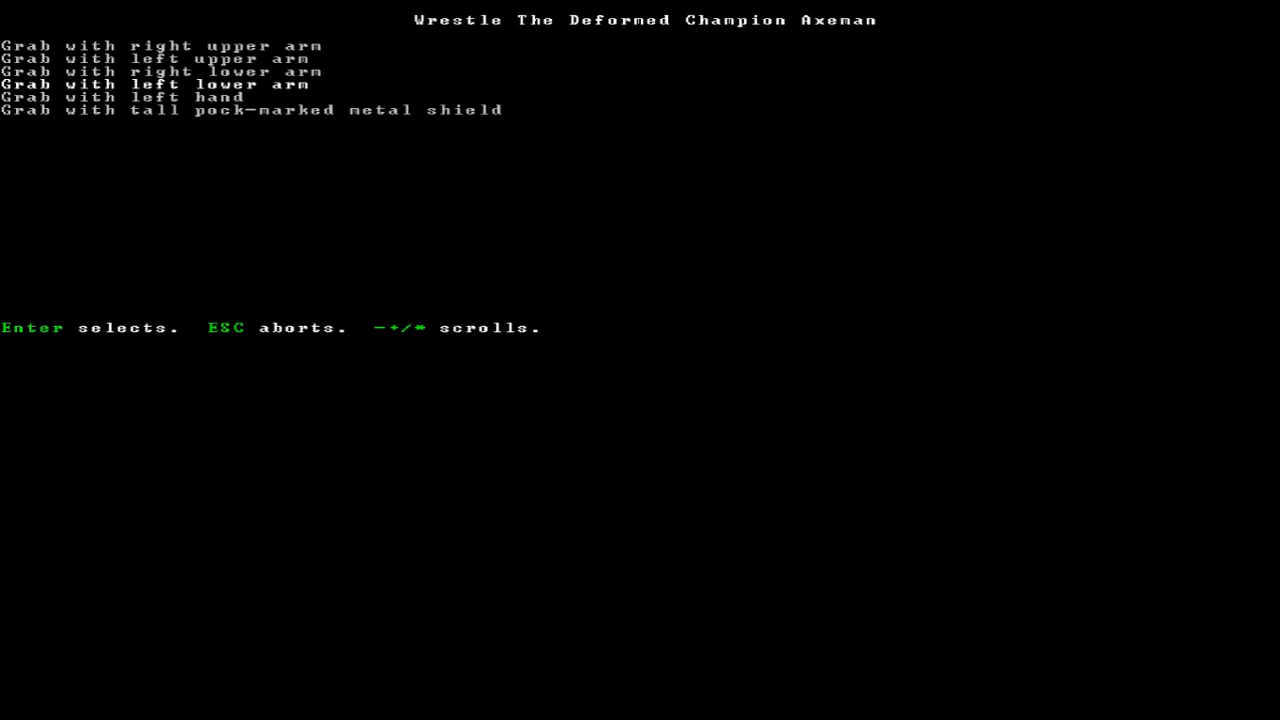 Wrestle The Deformed Champion Axeman
Grab with right upper arm
Grab with left upper arm
Grab with right lower arm
Grab with left lower arm
Grab with left hand
Grab with tall pock-marked metal shield
Enter selects. ESC aborts. -+/* scrolls.